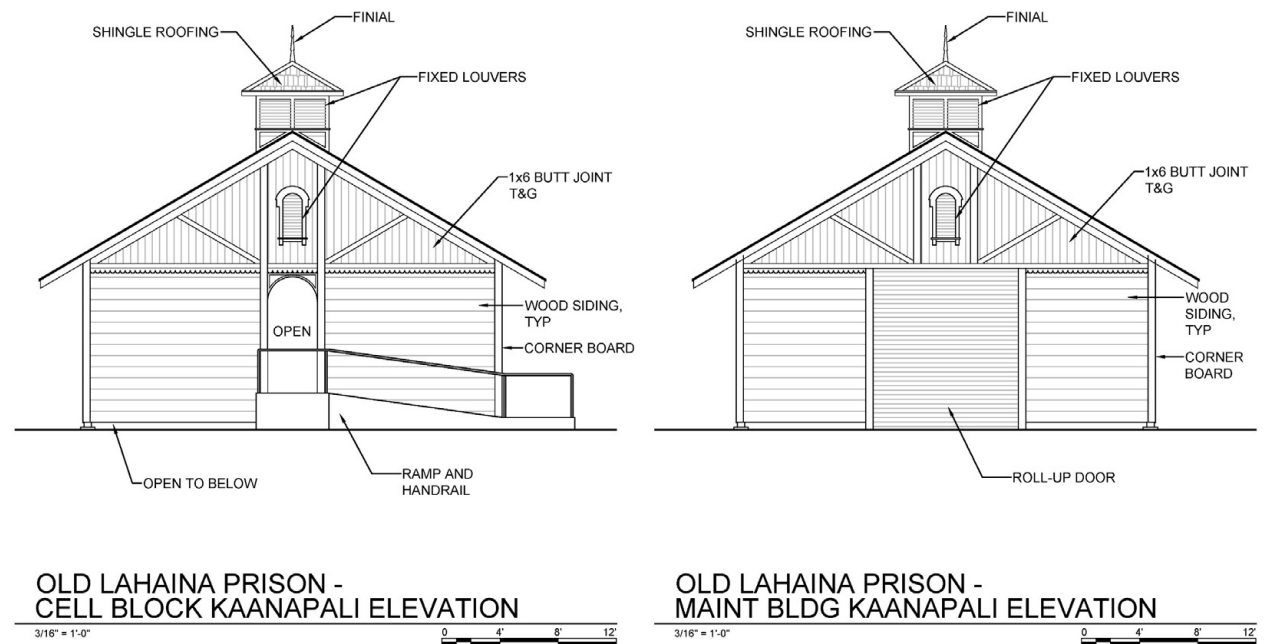 FINIAL
SHINGLE ROOFING
FIXED LOUVERS
1x6 BUTT JOINT
T&G
OPEN
WOOD SIDING,
TYP
CORNER BOARD
RAMP AND
HANDRAIL
OPEN TO BELOW
OLD LAHAINA PRISON -
CELL BLOCK KAANAPALI ELEVATION
3/16" = 1'-0"
0 4' 8' 12'
FINIAL
SHINGLE ROOFING
FIXED LOUVERS
1x6 BUTT JOINT
T&G
WOOD
SIDING,
TYP
CORNER
BOARD
ROLL-UP DOOR
OLD LAHAINA PRISON -
MAINT BLDG KAANAPALI ELEVATION
3/16" = 1'-0"
0 4' 8' 12'